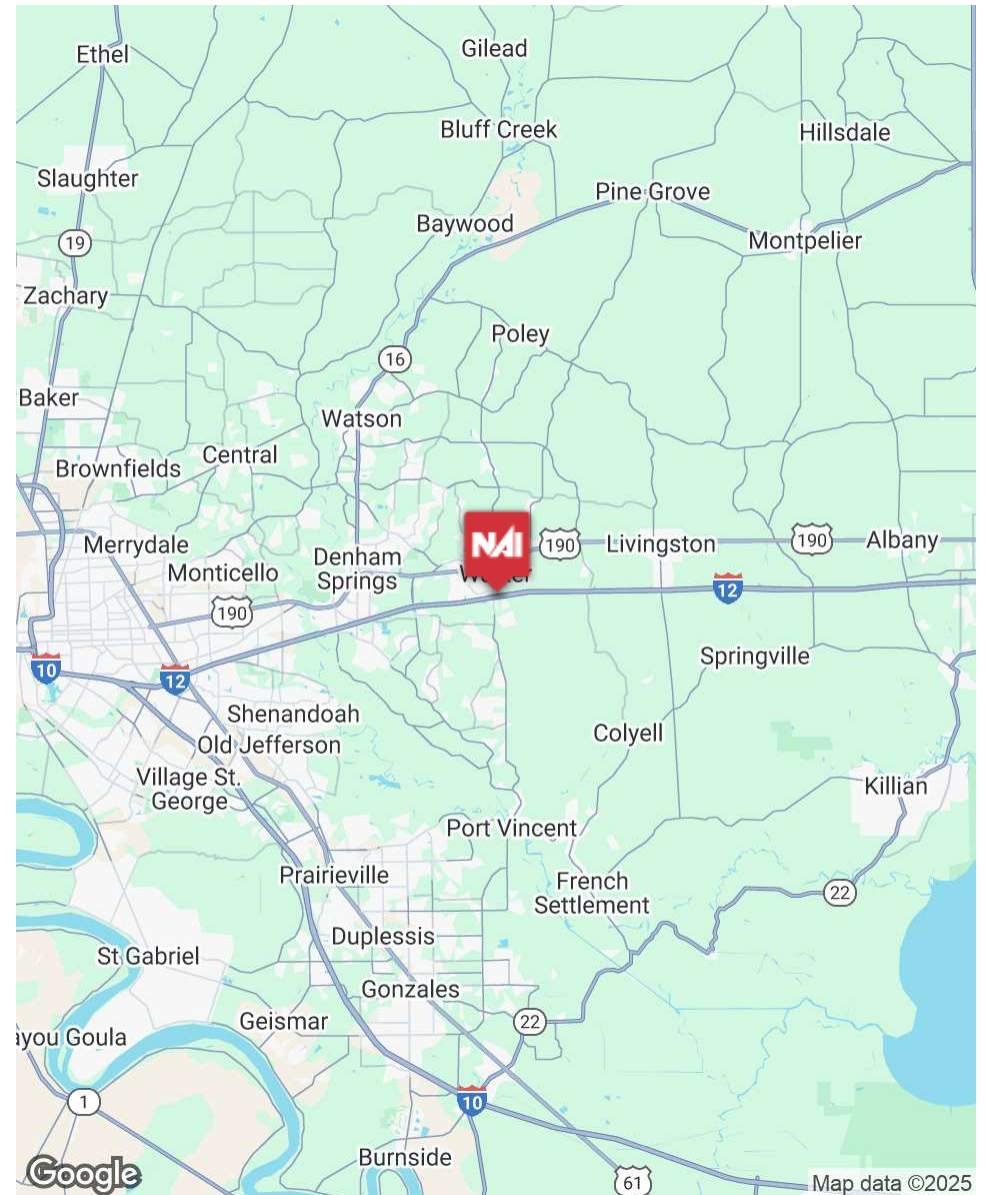 Ethel
Gilead
Bluff Creek
Hillsdale
Slaughter
Pine Grove
Baywood
19
Montpelier
Zachary
Poley
16
Baker
Watson
Central
Brownfields
NAI
190
Livingston
190
Albany
Merrydale
Denham
Springs
Monticello
12
190
Springville
10
12
Shenandoah
Colyell
Old Jefferson
Village St.
George
Killian
Port Vincent
Prairieville
French
Settlement
22
Duplessis
St Gabriel
Gonzales
Geismar
22
ayou Goula
1
10
Burnside
Google
61
Map data ©2025